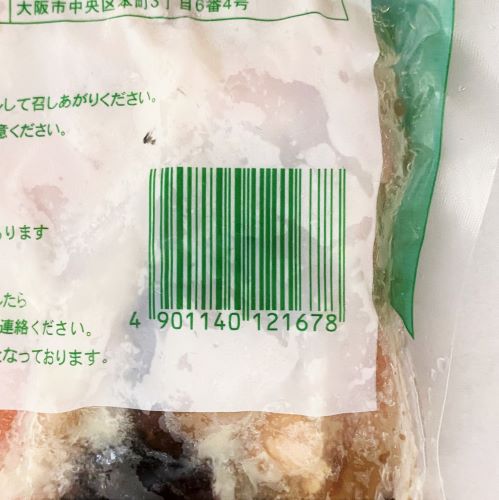 大阪市中央区本町3丁目6番4号
して召しあがりください。
意ください。
あります
したら
連絡ください。
なっております。
4 901140 121678